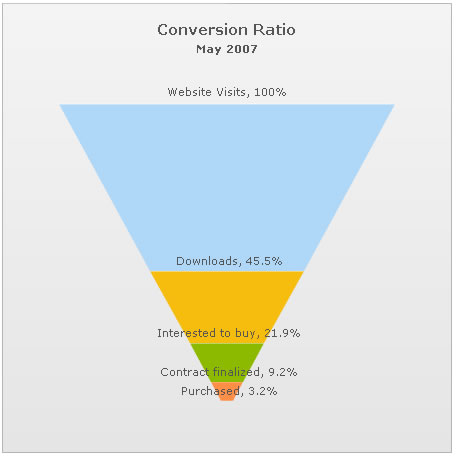 Conversion Ratio
May 2007
Website Visits, 100%
Downloads, 45.5%
Interested to buy, 21.9%
Contract finalized, 9.2%
Purchased, 3.2%